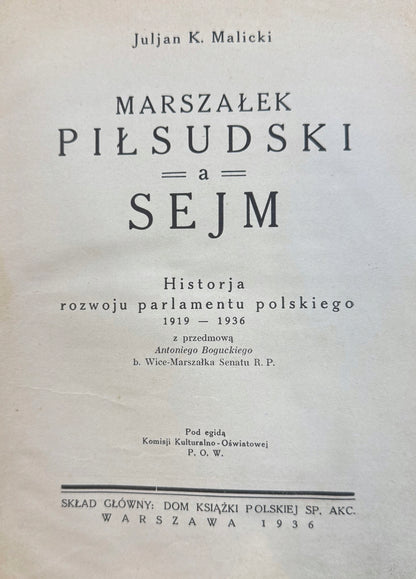 Juljan K. Malicki
MARSZAŁEK
PIŁSUDSKI
= a =
SEJM
Historja
rozwoju parlamentu polskiego
1919 — 1936
z przedmową
Antoniego Boguckiego
b. Wice-Marszałka Senatu R. P.
Pod egidą
Komisji Kulturalno-Oświatowej
P. O. W.
SKŁAD GŁÓWNY: DOM KSIĄŻKI POLSKIEJ SP. AKC.
WARSZAWA 1936